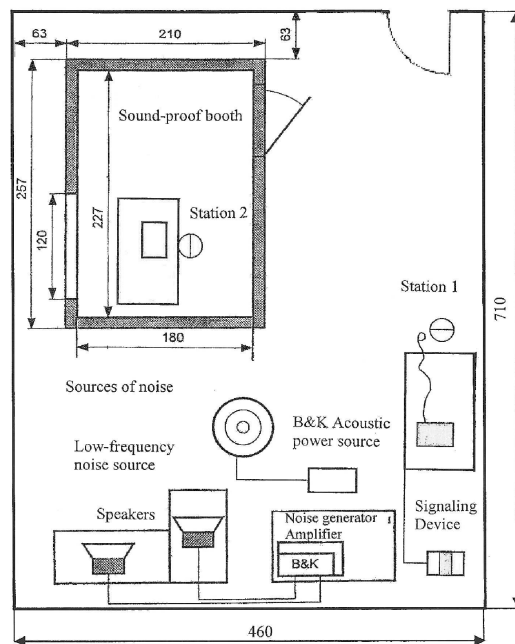 63
210
63
Sound-proof booth
257
120
227
Station 2
180
Station 1
710
Sources of noise
B&K Acoustic
power source
Low-frequency
noise source
Speakers
Noise generator
Amplifier
1
B&K
Signaling
Device
460